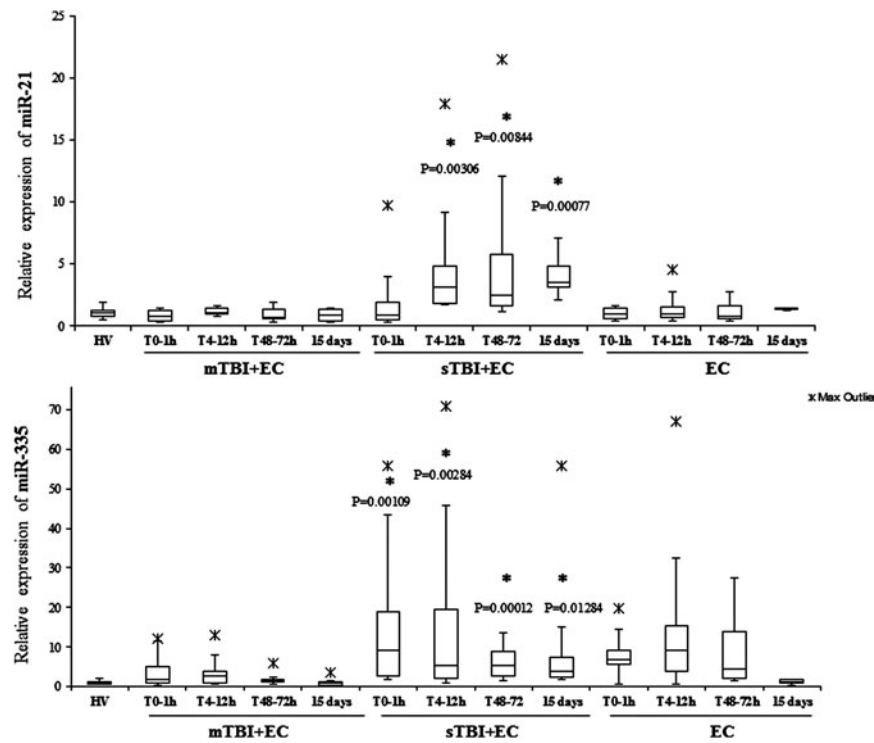 25
20
15
10
5
0
Relative expression of miR-21
P=0.00306
P=0.00844
P=0.00077
HV T0-1h T4-12h T48-72h 15 days T0-1h T4-12h T48-72 15 days T0-1h T4-12h T48-72h 15 days
mTBI+EC sTBI+EC EC
70
60
50
40
30
20
10
0
Relative expression of miR-335
Max Outlier
P=0.00109
P=0.00284
P=0.00012
P=0.01284
HV T0-1h T4-12h T48-72h 15 days T0-1h T4-12h T48-72 15 days T0-1h T4-12h T48-72h 15 days
mTBI+EC sTBI+EC EC